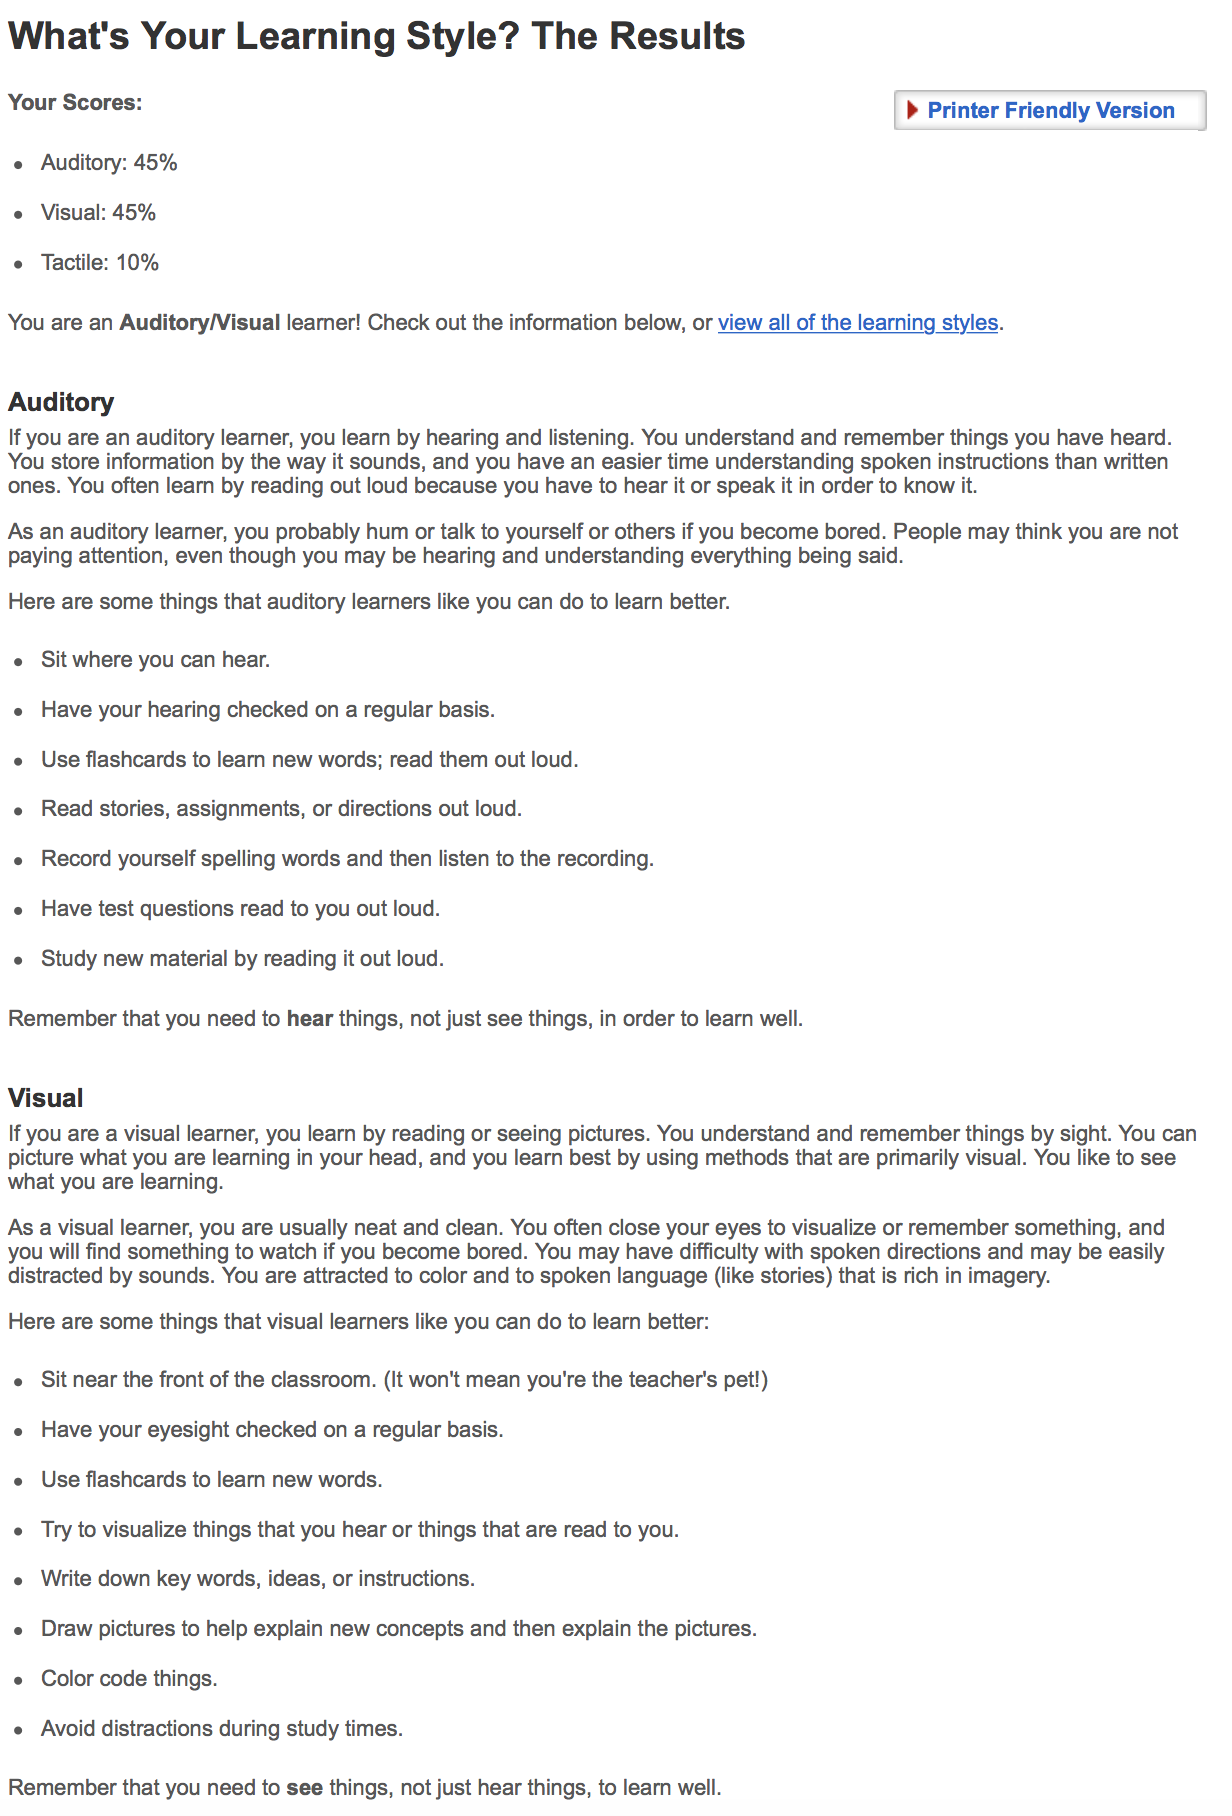 What's Your Learning Style? The Results
Your Scores:
Printer Friendly Version
Auditory: 45%
Visual: 45%
Tactile: 10%
You are an Auditory/Visual learner! Check out the information below, or view all of the learning styles.
Auditory
If you are an auditory learner, you learn by hearing and listening. You understand and remember things you have heard.
You store information by the way it sounds, and you have an easier time understanding spoken instructions than written
ones. You often learn by reading out loud because you have to hear it or speak it in order to know it.
As an auditory learner, you probably hum or talk to yourself or others if you become bored. People may think you are not
paying attention, even though you may be hearing and understanding everything being said.
Here are some things that auditory learners like you can do to learn better.
Sit where you can hear.
Have your hearing checked on a regular basis.
Use flashcards to learn new words; read them out loud.
Read stories, assignments, or directions out loud.
Record yourself spelling words and then listen to the recording.
Have test questions read to you out loud.
Study new material by reading it out loud.
Remember that you need to hear things, not just see things, in order to learn well.
Visual
If you are a visual learner, you learn by reading or seeing pictures. You understand and remember things by sight. You can
picture what you are learning in your head, and you learn best by using methods that are primarily visual. You like to see
what you are learning.
As a visual learner, you are usually neat and clean. You often close your eyes to visualize or remember something, and
you will find something to watch if you become bored. You may have difficulty with spoken directions and may be easily
distracted by sounds. You are attracted to color and to spoken language (like stories) that is rich in imagery.
Here are some things that visual learners like you can do to learn better:
Sit near the front of the classroom. (It won't mean you're the teacher's pet!)
Have your eyesight checked on a regular basis.
Use flashcards to learn new words.
Try to visualize things that you hear or things that are read to you.
Write down key words, ideas, or instructions.
Draw pictures to help explain new concepts and then explain the pictures.
Color code things.
Avoid distractions during study times.
Remember that you need to see things, not just hear things, to learn well.